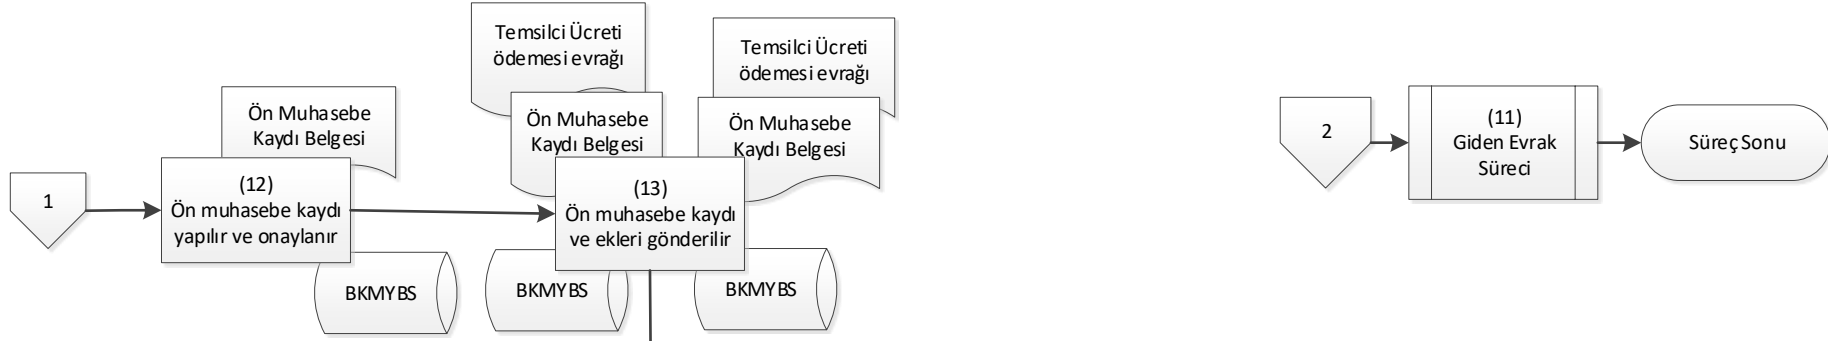 Temsilci Ücreti
ödemesi evrağı
Temsilci Ücreti
ödemesi evrağı
Ön Muhasebe
Kaydı Belgesi
Ön Muhasebe
Kaydı Belgesi
Ön Muhasebe
Kaydı Belgesi
1
(12)
Ön muhasebe kaydı
yapılır ve onaylanır
(13)
Ön muhasebe kaydı
ve ekleri gönderilir
BKMYBS
BKMYBS
BKMYBS
2
(11)
Giden Evrak
Süreci
Süreç Sonu